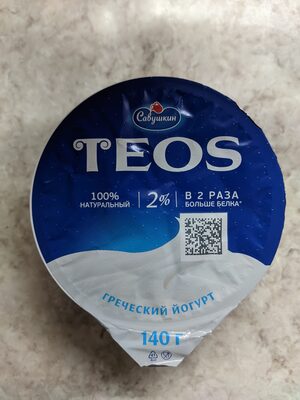 Савушкин
TEOS
100%
НАТУРАЛЬНЫЙ
2%
В 2 РАЗА
БОЛЬШЕ БЕЛКА*
ГРЕЧЕСКИЙ ЙОГУРТ
140 г